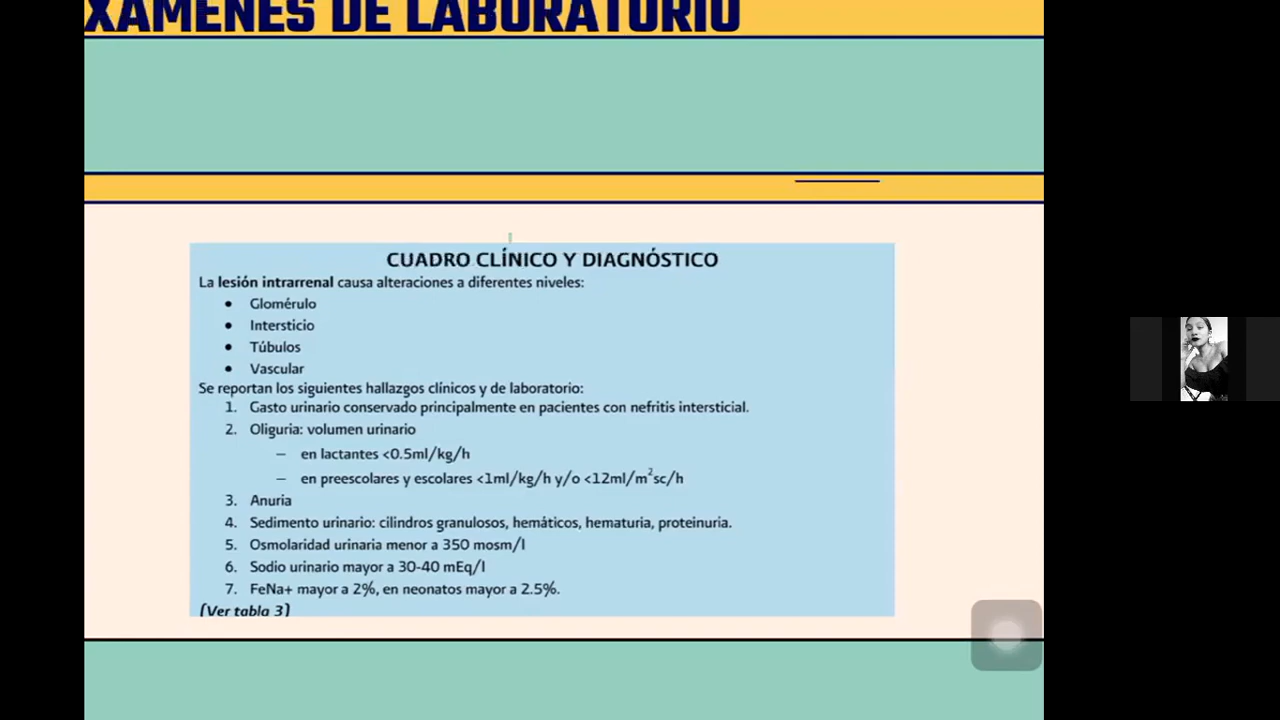 XÁMENES DE LABORATORIO
CUADRO CLÍNICO Y DIAGNÓSTICO
La lesión intrarrenal causa alteraciones a diferentes niveles:
• Glomérulo
• Intersticio
• Túbulos
• Vascular
Se reportan los siguientes hallazgos clínicos y de laboratorio:
1. Gasto urinario conservado principalmente en pacientes con nefritis intersticial.
2. Oliguria: volumen urinario
– en lactantes <0.5ml/kg/h
– en preescolares y escolares <1ml/kg/h y/o <12ml/m²sc/h
3. Anuria
4. Sedimento urinario: cilindros granulosos, hemáticos, hematuria, proteinuria.
5. Osmolaridad urinaria menor a 350 mosm/l
6. Sodio urinario mayor a 30-40 mEq/l
7. FeNa+ mayor a 2%, en neonatos mayor a 2.5%.
(Ver tabla 3)